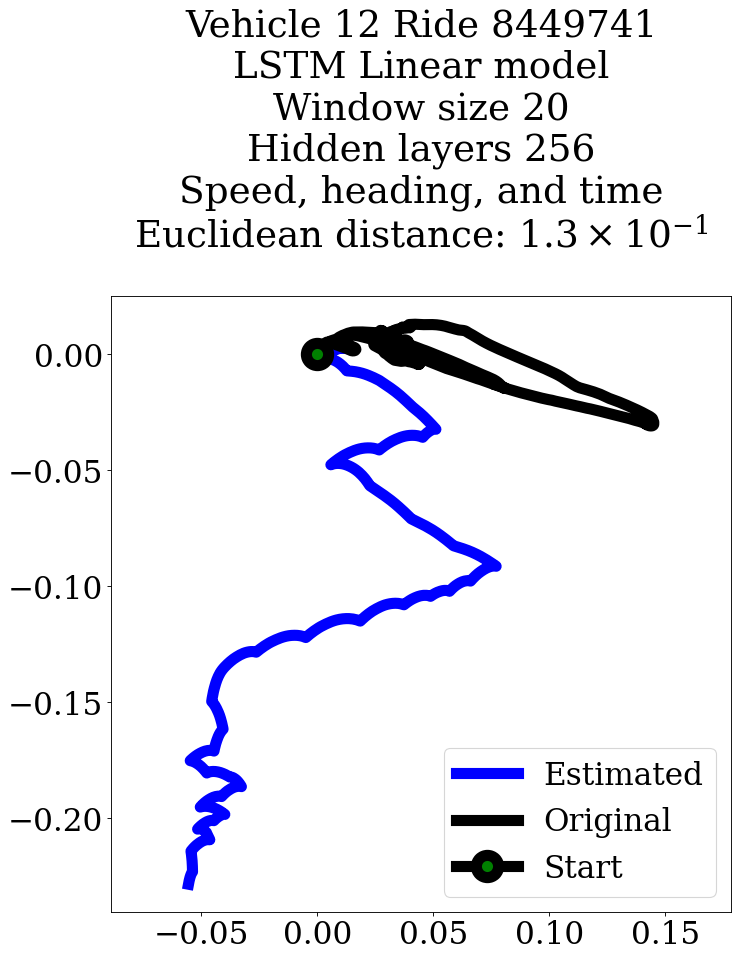 Vehicle 12 Ride 8449741
LSTM Linear model
Window size 20
Hidden layers 256
Speed, heading, and time
Euclidean distance: 1.3 × 10⁻¹
0.00
−0.05
−0.10
−0.15
−0.20
Estimated
Original
Start
−0.05 0.00 0.05 0.10 0.15